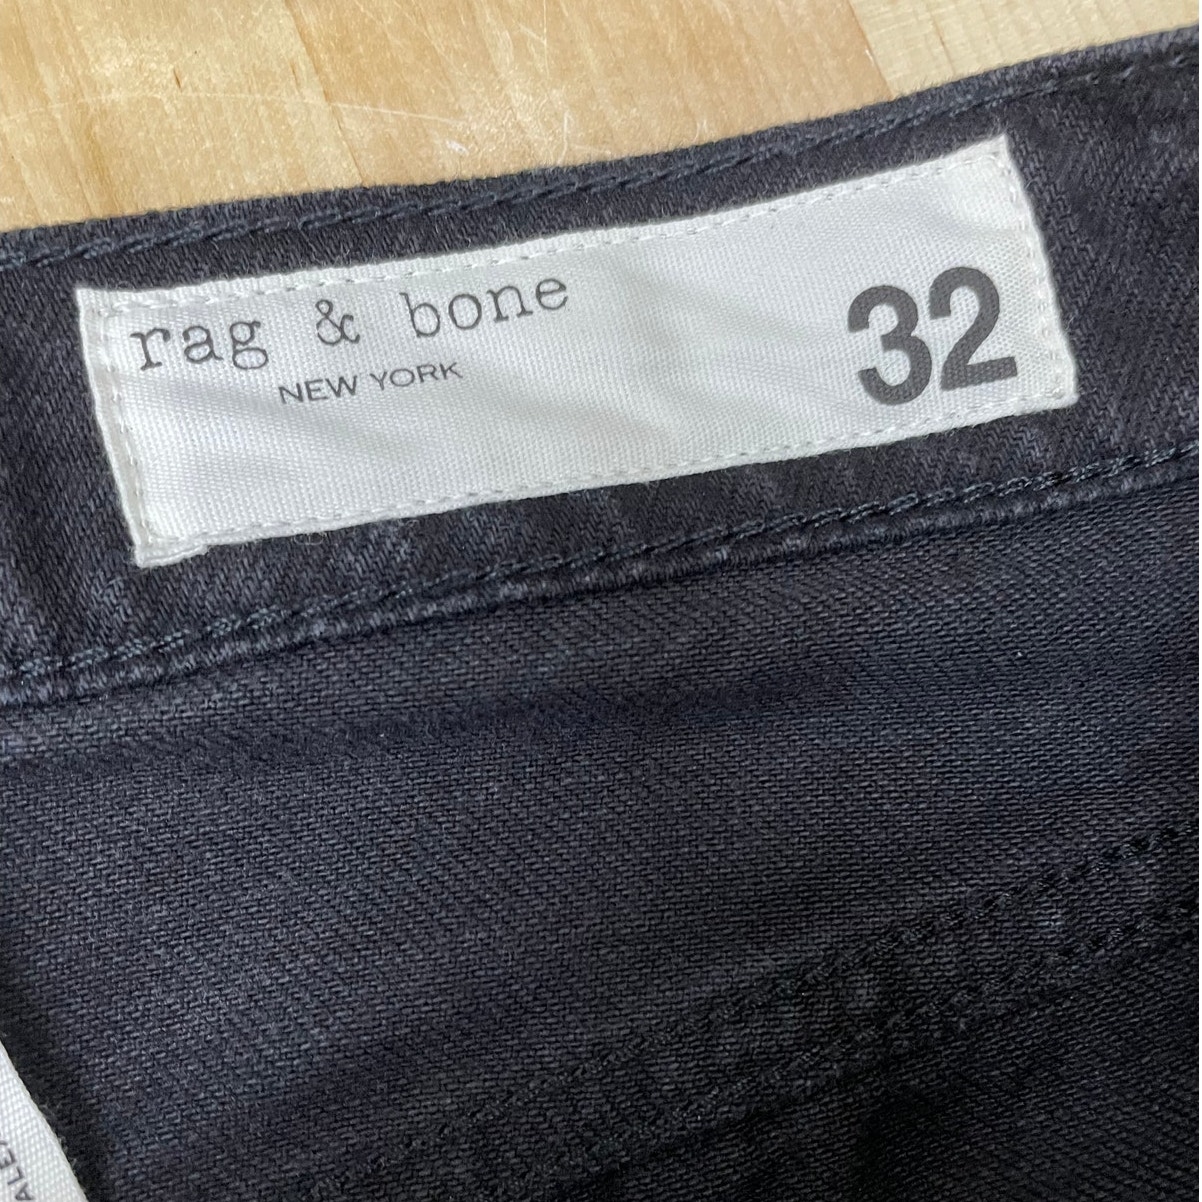 rag & bone
NEW YORK
32